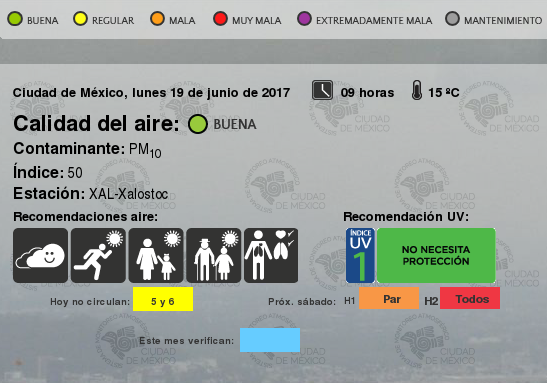 BUENA REGULAR MALA MUY MALA EXTREMADAMENTE MALA MANTENIMIENTO
Ciudad de México, lunes 19 de junio de 2017 09 horas 15 ºC
Calidad del aire: BUENA
Contaminante: PM10
Índice: 50
Estación: XAL-Xalostoc
Recomendaciones aire: Recomendación UV:
ÍNDICE
UV
1
NO NECESITA
PROTECCIÓN
Hoy no circulan: 5 y 6 Próx. sábado: H1 Par H2 Todos
Este mes verifican:
CIUDAD
DE MÉXICO